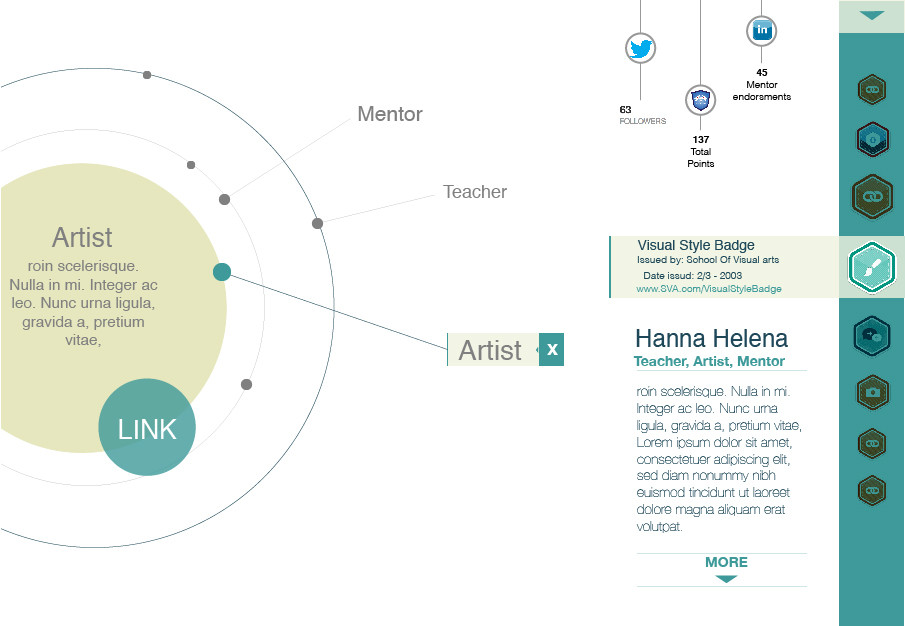 Mentor
Teacher
Artist
roin scelerisque.
Nulla in mi. Integer ac
leo. Nunc urna ligula,
gravida a, pretium
vitae,
LINK
Artist
X
63
FOLLOWERS
137
Total
Points
in
45
Mentor
endorsments
Visual Style Badge
Issued by: School Of Visual arts
Date issud: 2/3 - 2003
www.SVA.com/VisualStyleBadge
Hanna Helena
Teacher, Artist, Mentor
roin scelerisque. Nulla in mi.
Integer ac leo. Nunc urna
ligula, gravida a, pretium vitae,
Lorem ipsum dolor sit amet,
consectetuer adipiscing elit,
sed diam nonummy nibh
euismod tincidunt ut laoreet
dolore magna aliquam erat
volutpat.
MORE